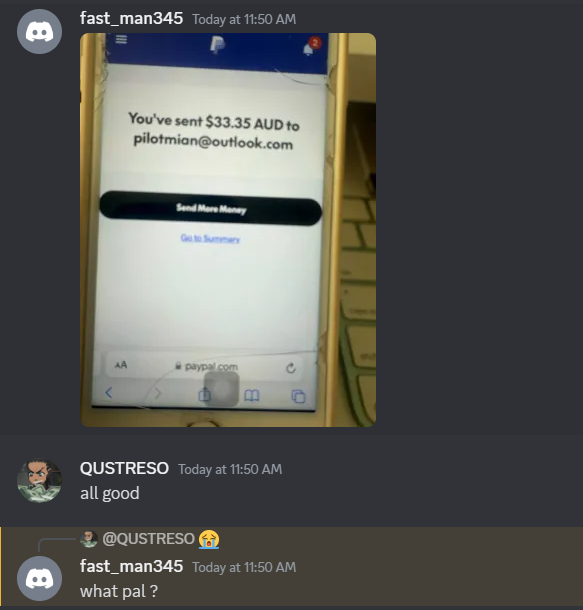 fast_man345 Today at 11:50 AM
2
You've sent $33.35 AUD to
pilotmian@outlook.com
Send More Money
Go to Summary
AA paypal.com
QUSTRESO Today at 11:50 AM
all good
@QUSTRESO 😭
fast_man345 Today at 11:50 AM
what pal ?